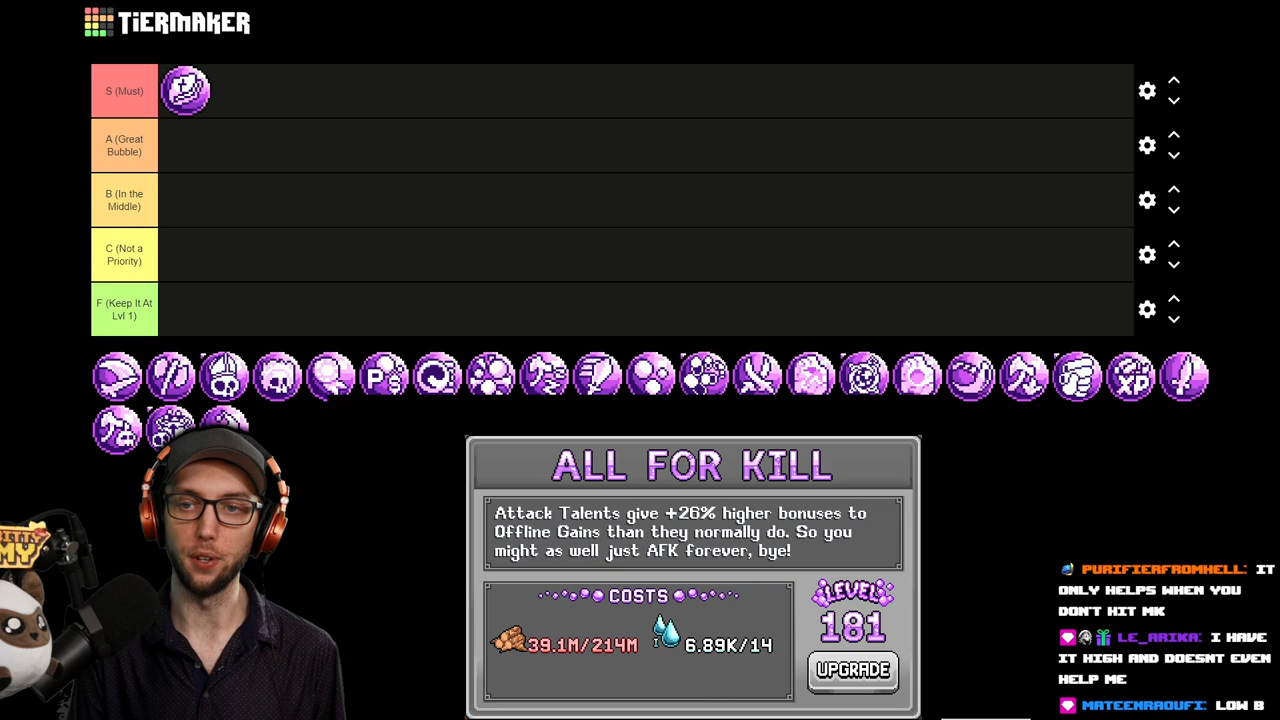 TiERMAKER
S (Must)
A (Great
Bubble)
B (In the
Middle)
C (Not a
Priority)
F (Keep It At
Lvl 1)
PS
XP
ALL FOR KILL
Attack Talents give +26% higher bonuses to
Offline Gains than they normally do. So you
might as well just AFK forever, bye!
COSTS
39.1M/214M
6.89K/14
LEVEL
181
UPGRADE
PURIFIERFROMHELL: IT
ONLY HELPS WHEN YOU
DON'T HIT MK
LE_ARIKA: I HAVE
IT HIGH AND DOESNT EVEN
HELP ME
MATEENRAOUFI: LOW B